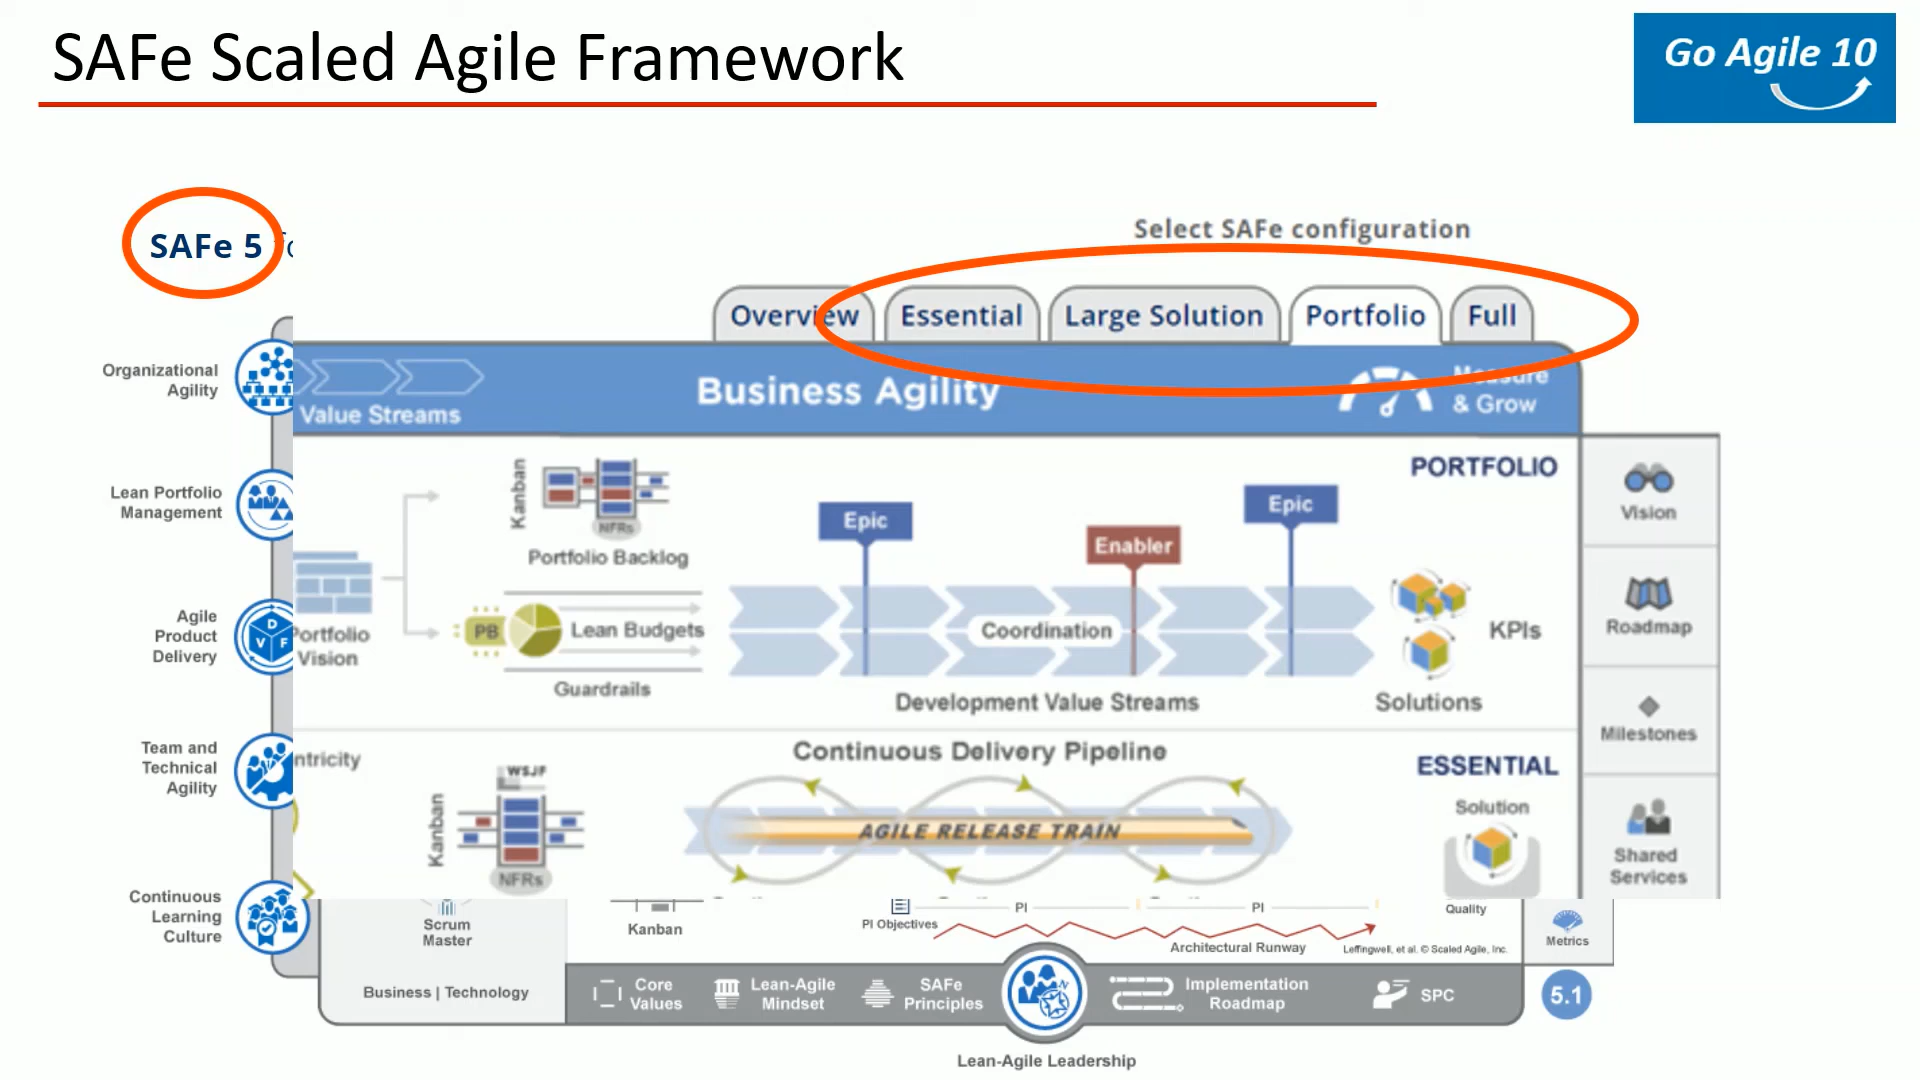 SAFe Scaled Agile Framework
Go Agile 10
SAFe 5
Select SAFe configuration
Overview
Essential
Large Solution
Portfolio
Full
Organizational
Agility
Value Streams
Business Agility
Measure
& Grow
Lean Portfolio
Management
Kanban
NFRs
Portfolio Backlog
Epic
Enabler
Epic
PORTFOLIO
Vision
Agile
Product
Delivery
D
V F
Portfolio
Vision
PB
Lean Budgets
Guardrails
Coordination
Development Value Streams
KPIs
Solutions
Roadmap
Milestones
Team and
Technical
Agility
ntricity
Kanban
WSJF
NFRs
Continuous Delivery Pipeline
AGILE RELEASE TRAIN
ESSENTIAL
Solution
Shared
Services
Continuous
Learning
Culture
Scrum
Master
Kanban
PI Objectives
PI
PI
Architectural Runway
Quality
Leffingwell, et al. © Scaled Agile, Inc.
Metrics
Business | Technology
Core
Values
Lean-Agile
Mindset
SAFe
Principles
Implementation
Roadmap
SPC
5.1
Lean-Agile Leadership